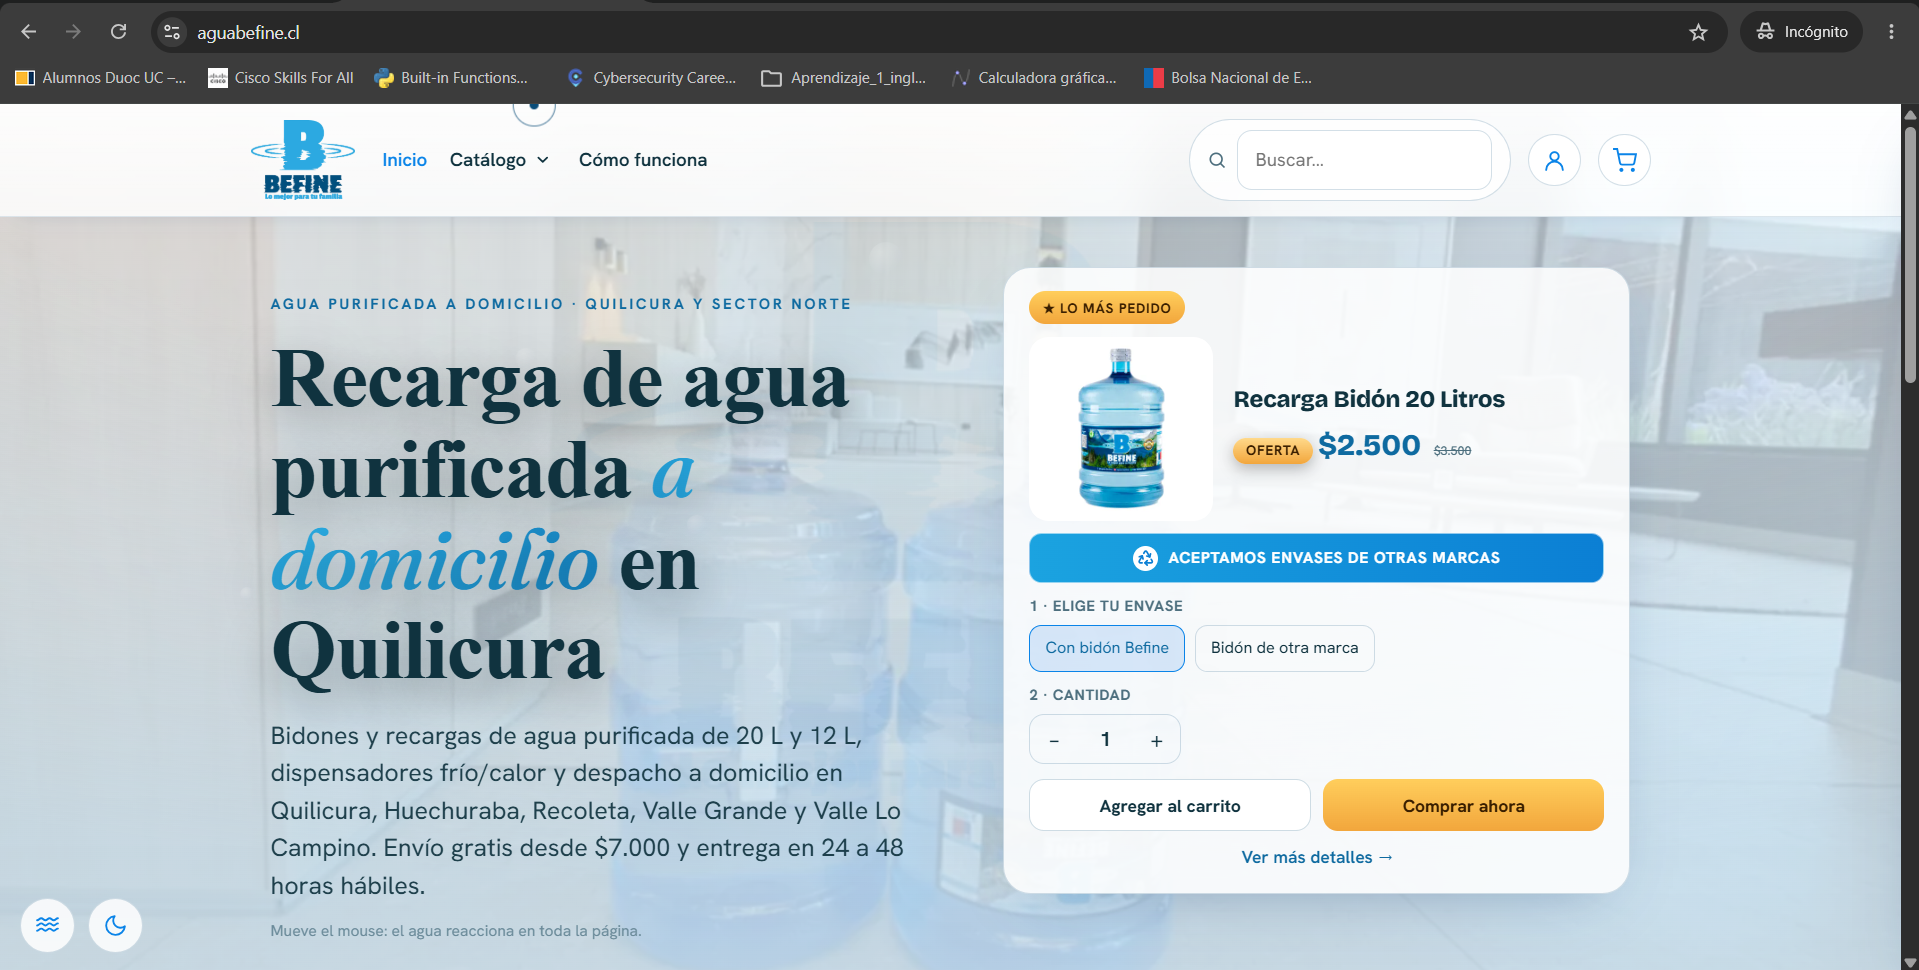 aguabefine.cl
Incógnito
Alumnos Duoc UC –...
Cisco Skills For All
Built-in Functions...
Cybersecurity Caree...
Aprendizaje_1_ingl...
Calculadora gráfica...
Bolsa Nacional de E...
B
BEFINE
Lo mejor para tu familia
Inicio
Catálogo
Cómo funciona
Buscar...
AGUA PURIFICADA A DOMICILIO · QUILICURA Y SECTOR NORTE
Recarga de agua
purificada a
domicilio en
Quilicura
Bidones y recargas de agua purificada de 20 L y 12 L,
dispensadores frío/calor y despacho a domicilio en
Quilicura, Huechuraba, Recoleta, Valle Grande y Valle Lo
Campino. Envío gratis desde $7.000 y entrega en 24 a 48
horas hábiles.
Mueve el mouse: el agua reacciona en toda la página.
★ LO MÁS PEDIDO
B
BEFINE
Recarga Bidón 20 Litros
OFERTA $2.500 $3.500
ACEPTAMOS ENVASES DE OTRAS MARCAS
1 · ELIGE TU ENVASE
Con bidón Befine
Bidón de otra marca
2 · CANTIDAD
− 1 +
Agregar al carrito
Comprar ahora
Ver más detalles →